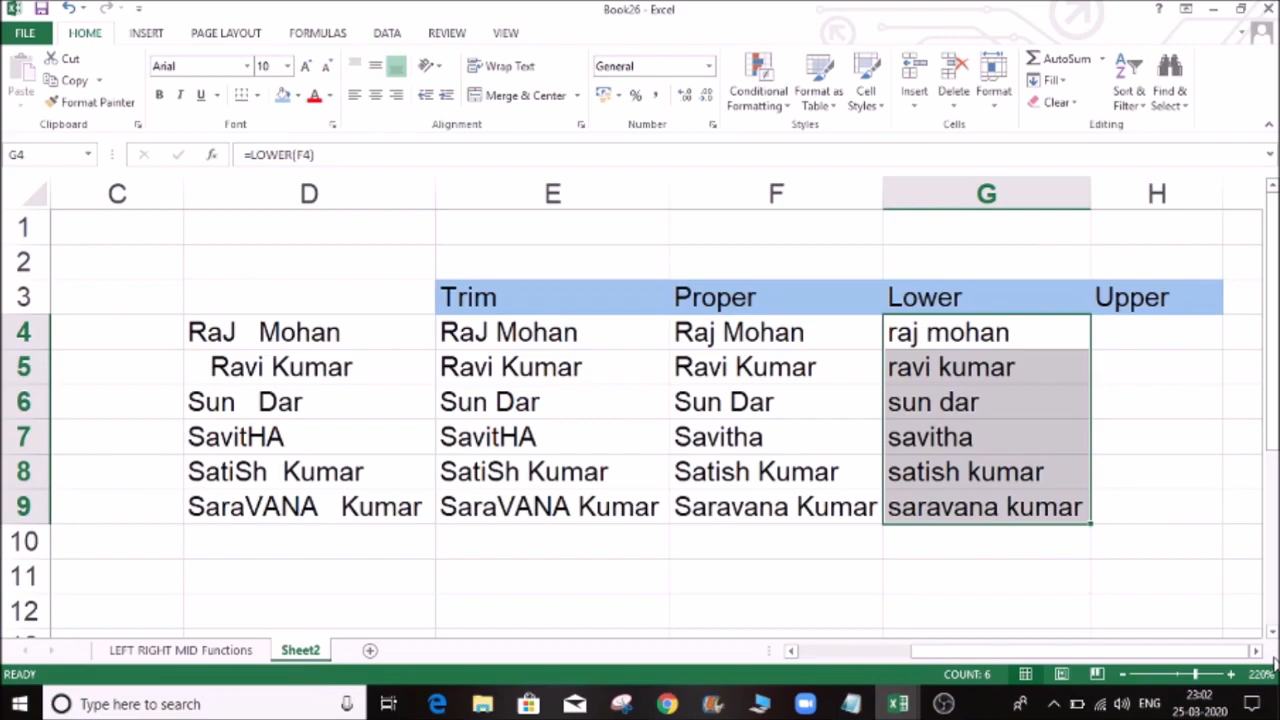 Book26 - Excel
FILE HOME INSERT PAGE LAYOUT FORMULAS DATA REVIEW VIEW
Paste
Cut
Copy
Format Painter
Clipboard
Arial 10
B I U
Font
Wrap Text
Merge & Center
Alignment
General
Number
Conditional Formatting
Format as Table
Cell Styles
Styles
Insert Delete Format
Cells
AutoSum
Fill
Clear
Sort & Filter
Find & Select
Editing
G4 fx =LOWER(F4)
C D E F G H
1
2
3 Trim Proper Lower Upper
4 RaJ   Mohan RaJ Mohan Raj Mohan raj mohan
5 Ravi Kumar Ravi Kumar Ravi Kumar ravi kumar
6 Sun   Dar Sun Dar Sun Dar sun dar
7 SavitHA SavitHA Savitha savitha
8 SatiSh  Kumar SatiSh Kumar Satish Kumar satish kumar
9 SaraVANA   Kumar SaraVANA Kumar Saravana Kumar saravana kumar
10
11
12
LEFT RIGHT MID Functions Sheet2
READY COUNT: 6 220%
Type here to search ENG 23:02
25-03-2020